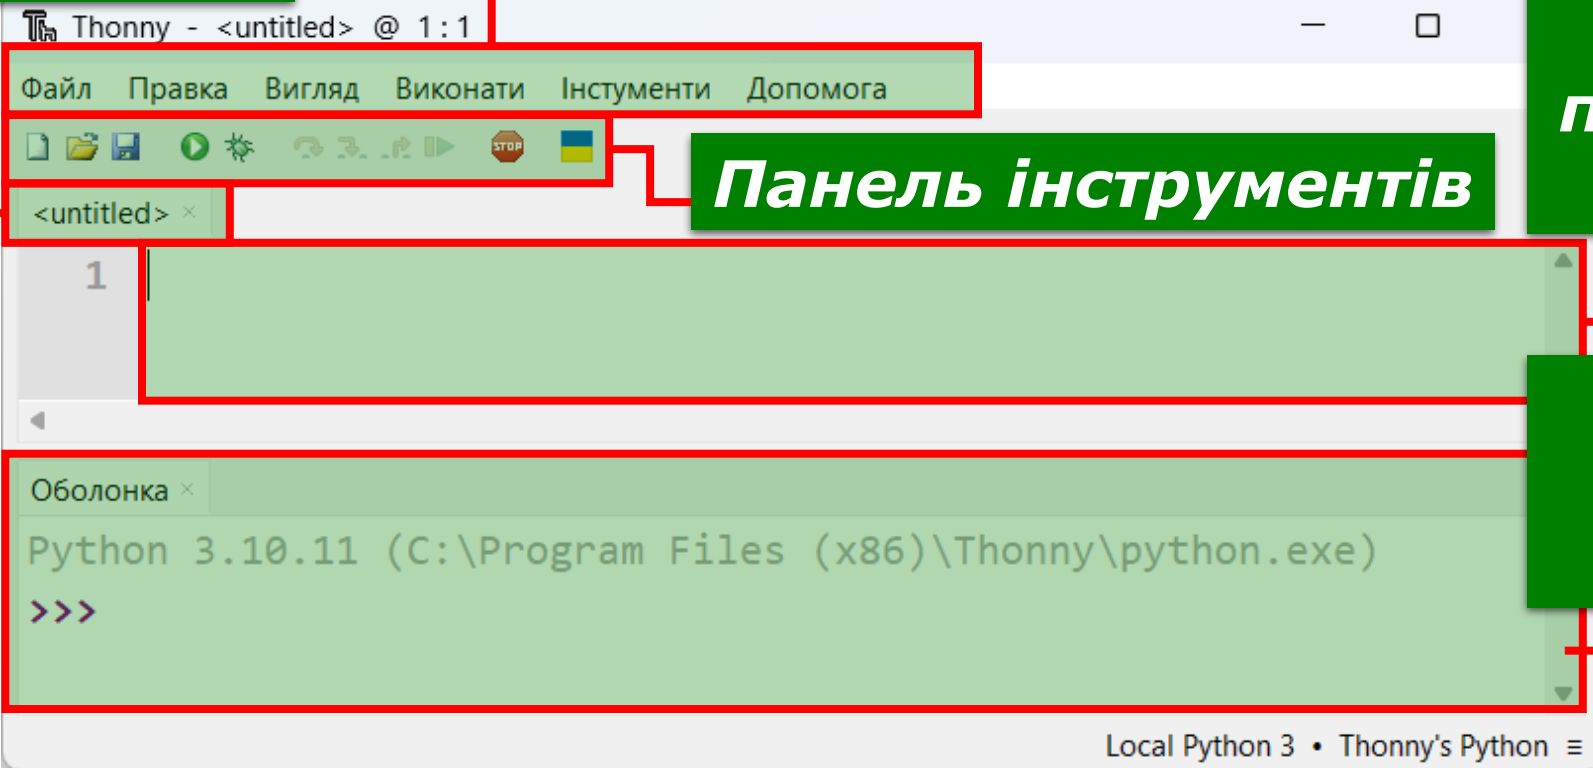 Thonny - <untitled> @ 1 : 1
Файл Правка Вигляд Виконати Інстументи Допомога
STOP
Панель інструментів
<untitled>
1
Оболонка
Python 3.10.11 (C:\Program Files (x86)\Thonny\python.exe)
>>>
Local Python 3 • Thonny's Python ≡